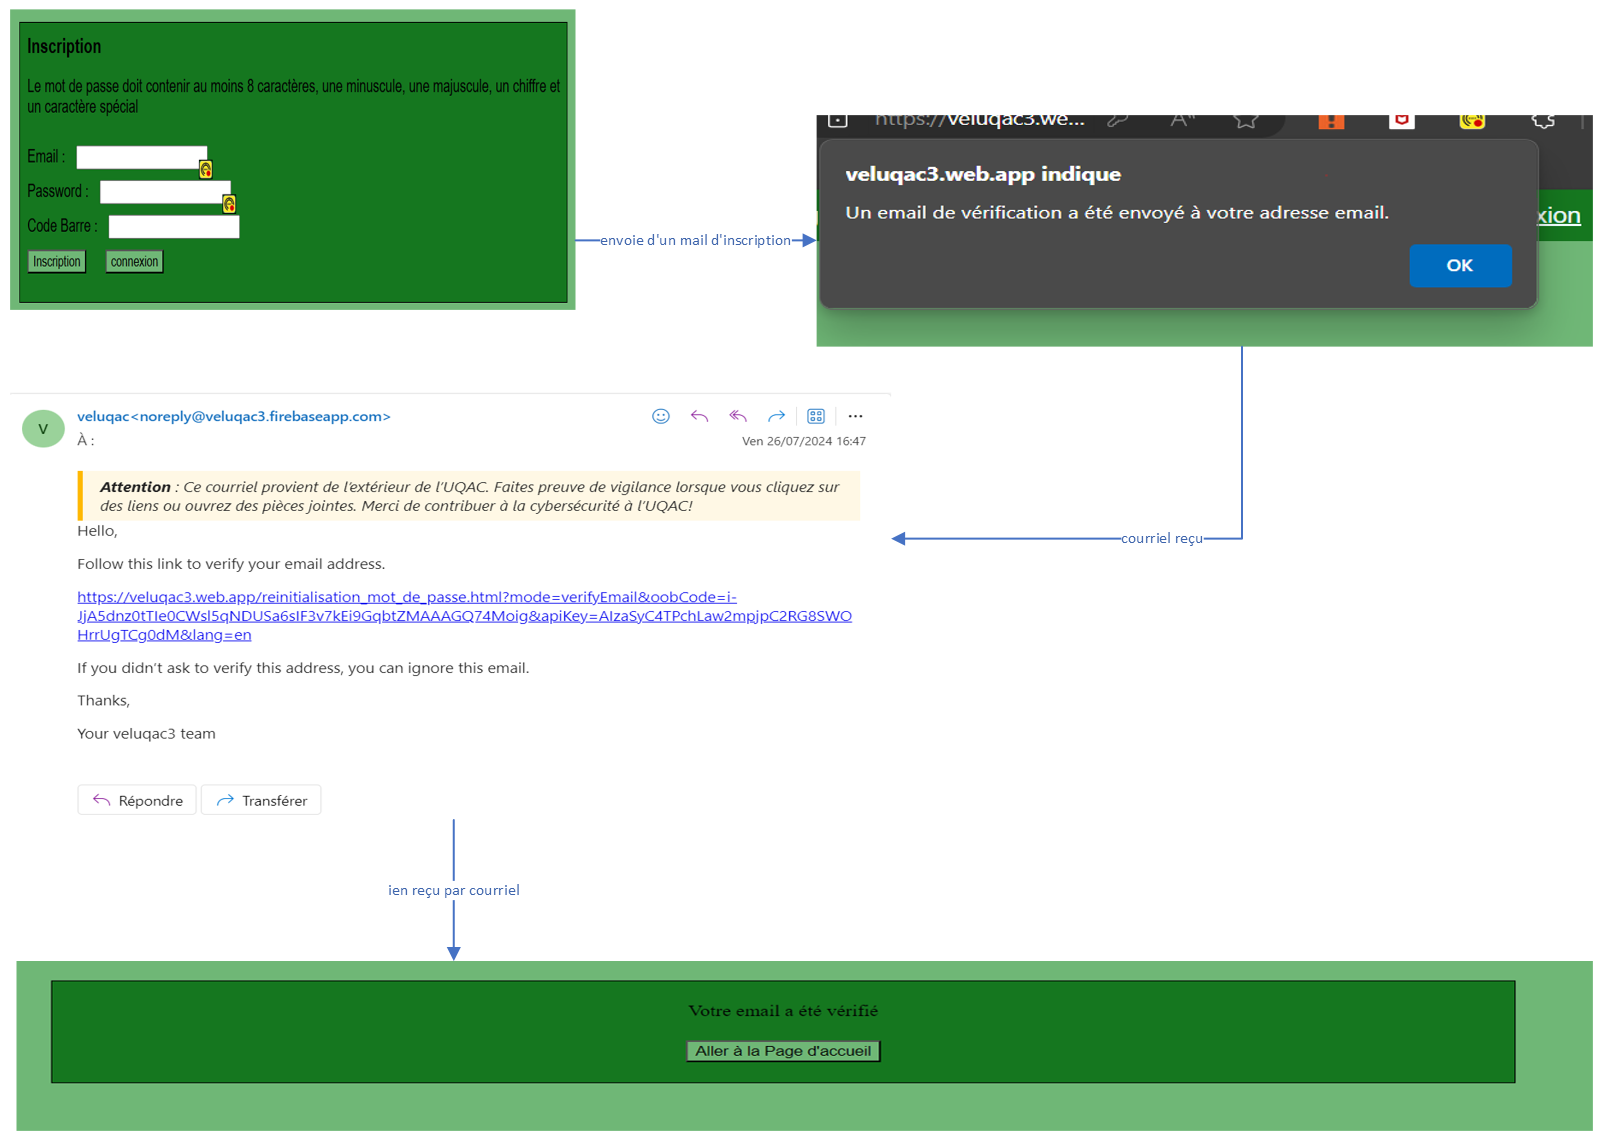 Inscription
Le mot de passe doit contenir au moins 8 caractères, une minuscule, une majuscule, un chiffre et
un caractère spécial
Email :
Password :
Code Barre :
Inscription connexion
envoie d'un mail d'inscription
https://veluqac3.we...
veluqac3.web.app indique
Un email de vérification a été envoyé à votre adresse email.
xion
OK
courriel reçu
V
veluqac<noreply@veluqac3.firebaseapp.com>
À :
Ven 26/07/2024 16:47
Attention : Ce courriel provient de l'extérieur de l'UQAC. Faites preuve de vigilance lorsque vous cliquez sur
des liens ou ouvrez des pièces jointes. Merci de contribuer à la cybersécurité à l'UQAC!
Hello,
Follow this link to verify your email address.
https://veluqac3.web.app/reinitialisation_mot_de_passe.html?mode=verifyEmail&oobCode=i-
JjA5dnz0tTIe0CWsl5qNDUSa6sIF3v7kEi9GqbtZMAAAGQ74Moig&apiKey=AIzaSyC4TPchLaw2mpjpC2RG8SWO
HrrUgTCg0dM&lang=en
If you didn't ask to verify this address, you can ignore this email.
Thanks,
Your veluqac3 team
Répondre Transférer
ien reçu par courriel
Votre email a été vérifié
Aller à la Page d'accueil